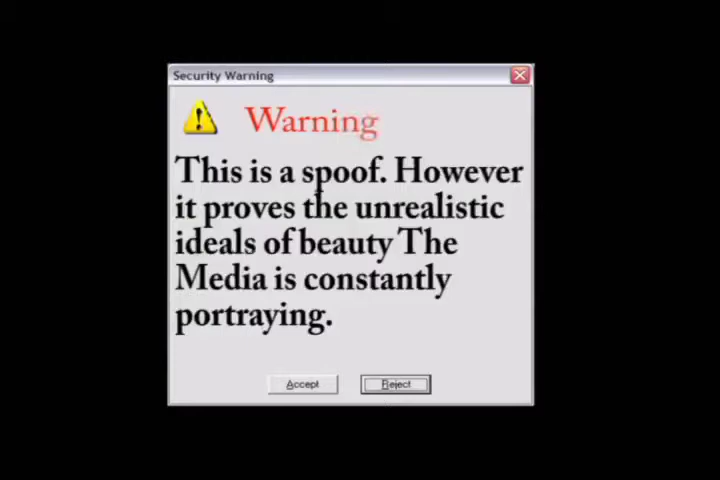 Security Warning
Warning
This is a spoof. However
it proves the unrealistic
ideals of beauty The
Media is constantly
portraying.
Accept Reject